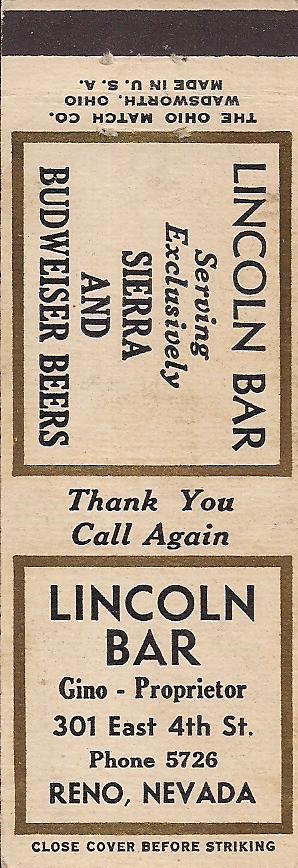 THE OHIO MATCH CO.
WADSWORTH, OHIO
MADE IN U. S. A.
LINCOLN BAR
Serving
Exclusively
SIERRA
AND
BUDWEISER BEERS
Thank You
Call Again
LINCOLN
BAR
Gino - Proprietor
301 East 4th St.
Phone 5726
RENO, NEVADA
CLOSE COVER BEFORE STRIKING